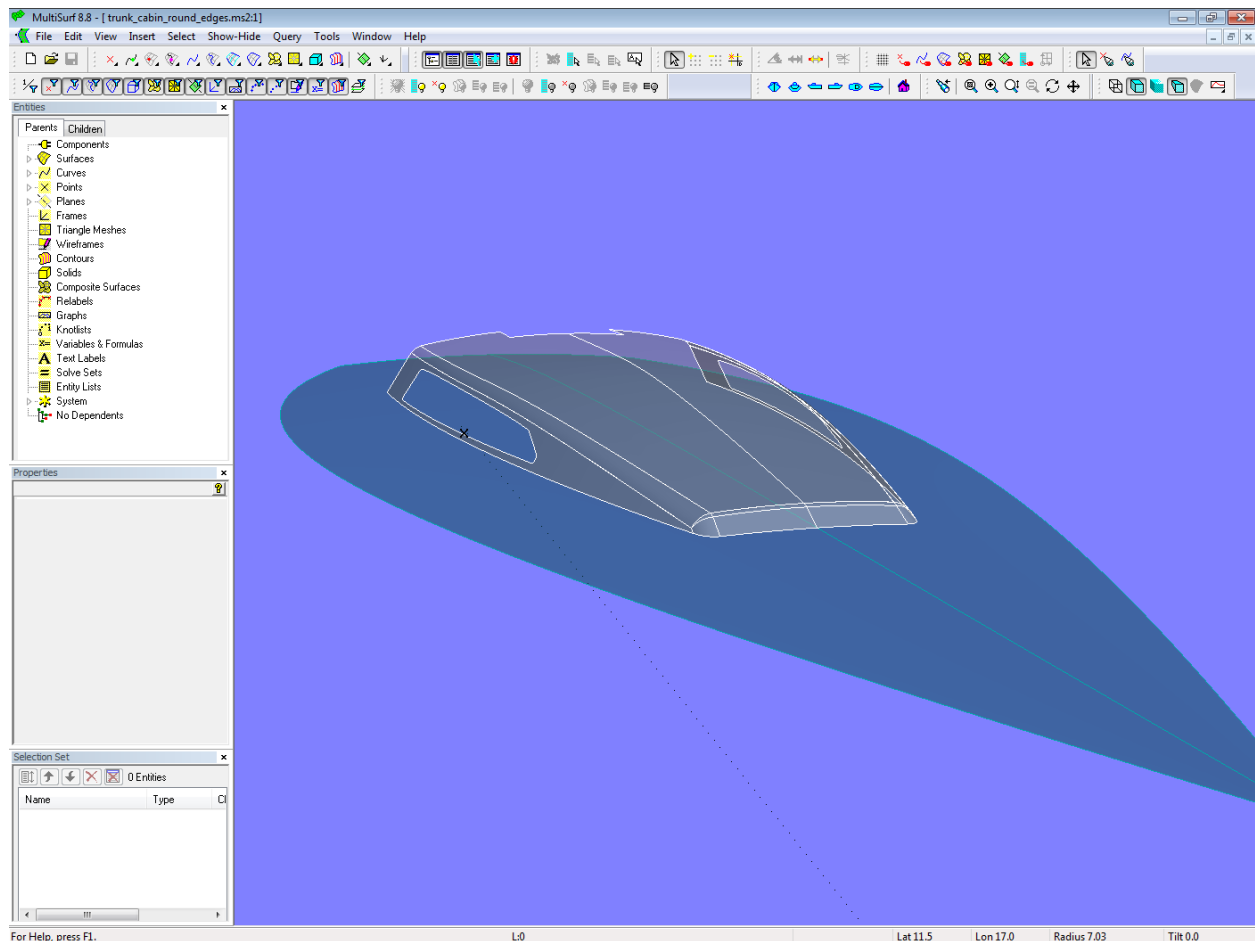 MultiSurf 8.8 - [ trunk_cabin_round_edges.ms2:1]
File Edit View Insert Select Show-Hide Query Tools Window Help
Entities
Parents Children
Components
Surfaces
Curves
Points
Planes
Frames
Triangle Meshes
Wireframes
Contours
Solids
Composite Surfaces
Relabels
Graphs
Knotlists
Variables & Formulas
Text Labels
Solve Sets
Entity Lists
System
No Dependents
Properties
Selection Set
0 Entities
Name Type Cl
For Help, press F1. L:0 Lat 11.5 Lon 17.0 Radius 7.03 Tilt 0.0